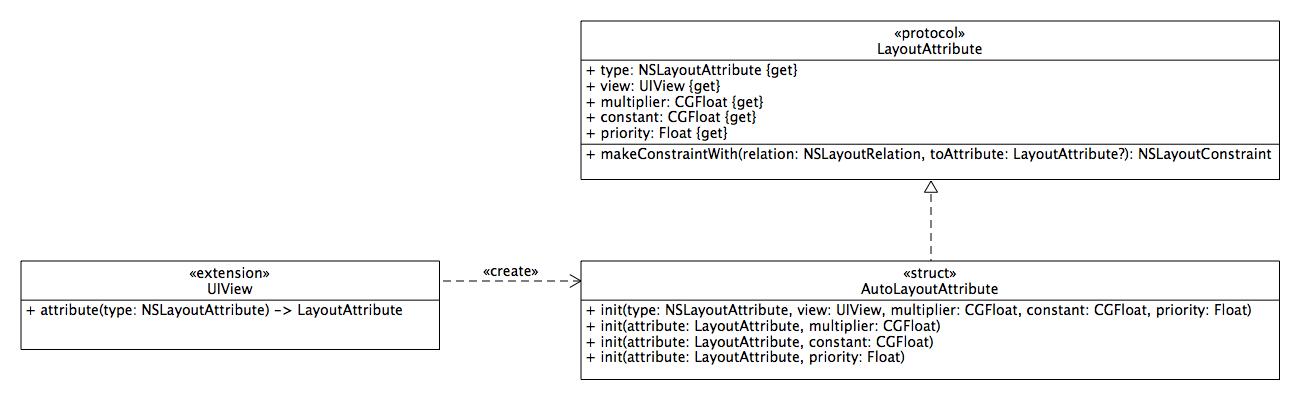 «protocol»
LayoutAttribute
+ type: NSLayoutAttribute {get}
+ view: UIView {get}
+ multiplier: CGFloat {get}
+ constant: CGFloat {get}
+ priority: Float {get}
+ makeConstraintWith(relation: NSLayoutRelation, toAttribute: LayoutAttribute?): NSLayoutConstraint
«extension»
UIView
+ attribute(type: NSLayoutAttribute) -> LayoutAttribute
«create»
«struct»
AutoLayoutAttribute
+ init(type: NSLayoutAttribute, view: UIView, multiplier: CGFloat, constant: CGFloat, priority: Float)
+ init(attribute: LayoutAttribute, multiplier: CGFloat)
+ init(attribute: LayoutAttribute, constant: CGFloat)
+ init(attribute: LayoutAttribute, priority: Float)